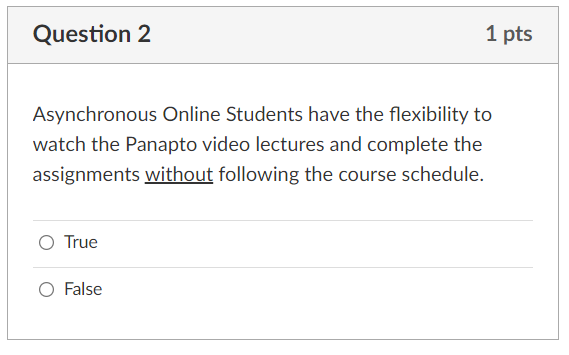 Question 2
1 pts
Asynchronous Online Students have the flexibility to
watch the Panapto video lectures and complete the
assignments without following the course schedule.
True
False